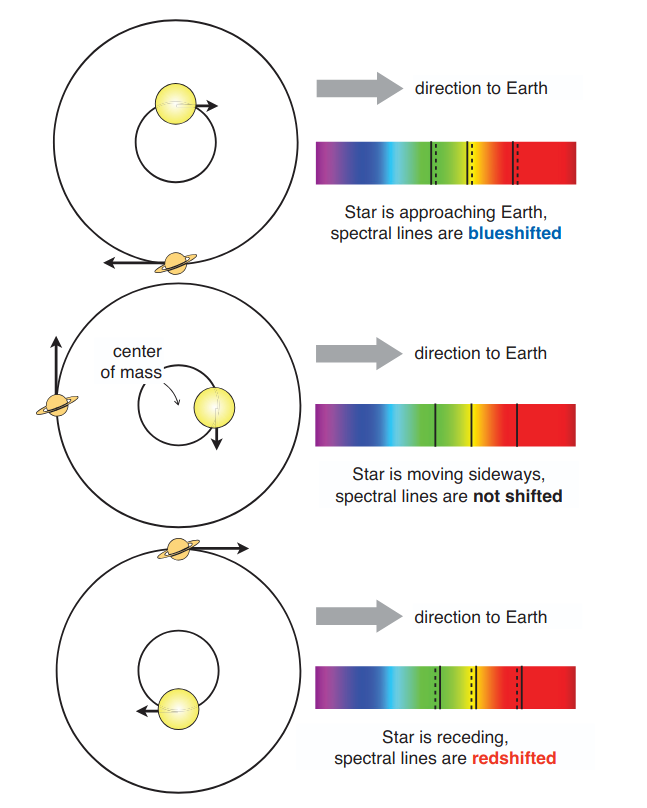 direction to Earth
Star is approaching Earth,
spectral lines are blueshifted
center
of mass
direction to Earth
Star is moving sideways,
spectral lines are not shifted
direction to Earth
Star is receding,
spectral lines are redshifted